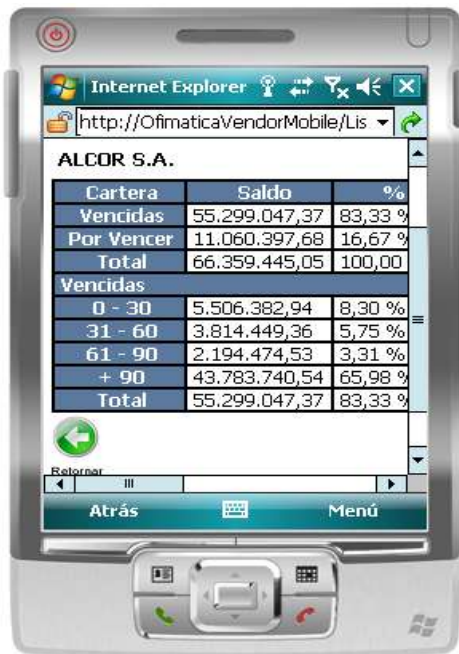 Internet Explorer
http://OfimaticaVendorMobile/Lis
ALCOR S.A.
Cartera Saldo %
Vencidas 55.299.047,37 83,33 %
Por Vencer 11.060.397,68 16,67 %
Total 66.359.445,05 100,00
Vencidas
0 - 30 5.506.382,94 8,30 %
31 - 60 3.814.449,36 5,75 %
61 - 90 2.194.474,53 3,31 %
+ 90 43.783.740,54 65,98 %
Total 55.299.047,37 83,33 %
Retornar
Atrás Menú